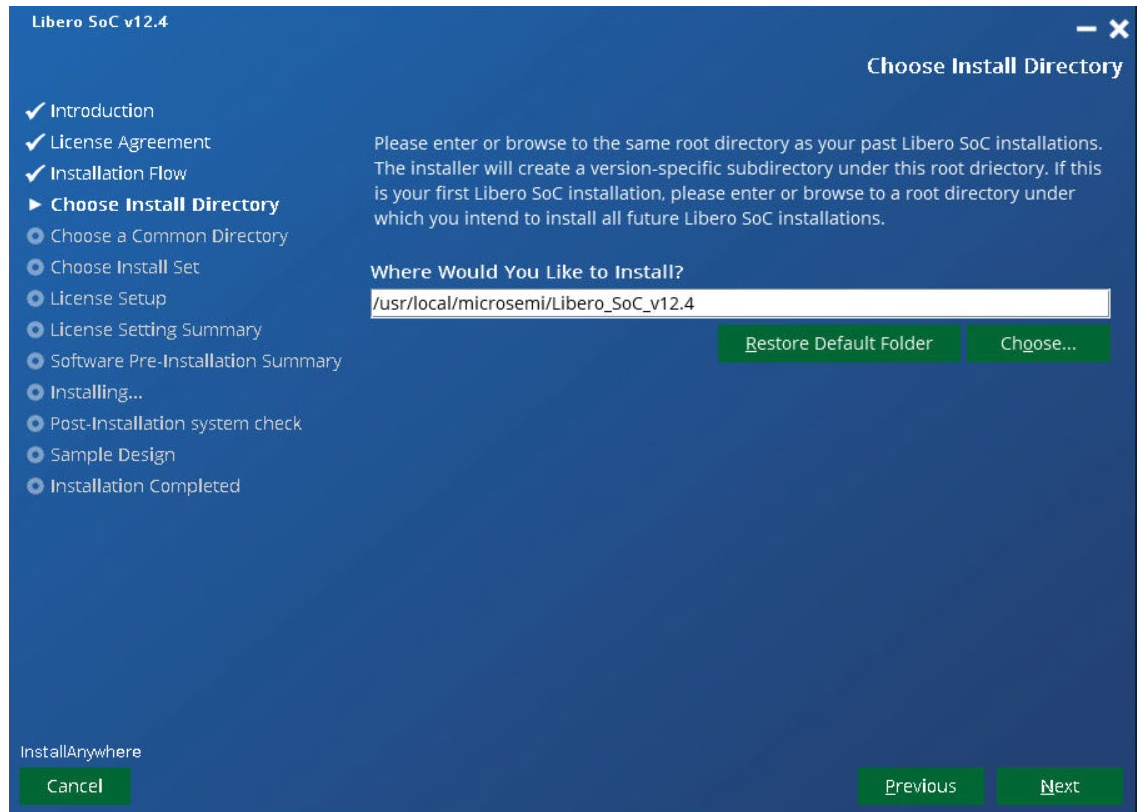 Libero SoC v12.4
Choose Install Directory
Introduction
License Agreement
Installation Flow
Choose Install Directory
Choose a Common Directory
Choose Install Set
License Setup
License Setting Summary
Software Pre-Installation Summary
Installing...
Post-Installation system check
Sample Design
Installation Completed
Please enter or browse to the same root directory as your past Libero SoC installations.
The installer will create a version-specific subdirectory under this root driectory. If this
is your first Libero SoC installation, please enter or browse to a root directory under
which you intend to install all future Libero SoC installations.
Where Would You Like to Install?
/usr/local/microsemi/Libero_SoC_v12.4
Restore Default Folder
Choose...
InstallAnywhere
Cancel
Previous
Next